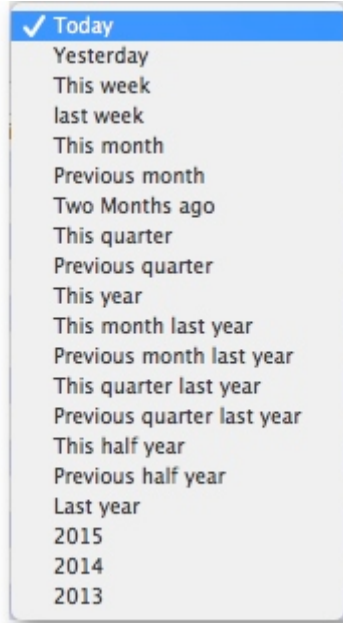 Today
Yesterday
This week
last week
This month
Previous month
Two Months ago
This quarter
Previous quarter
This year
This month last year
Previous month last year
This quarter last year
Previous quarter last year
This half year
Previous half year
Last year
2015
2014
2013